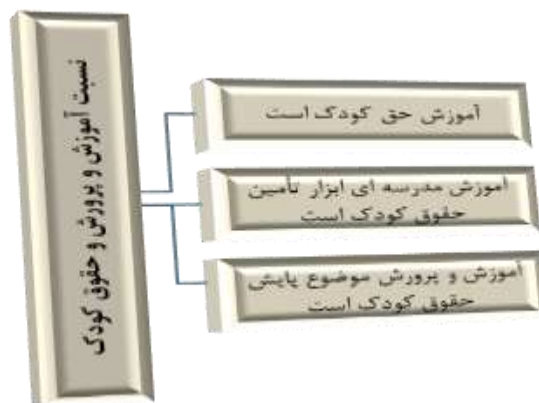 نسبت آموزش و پرورش و حقوق کودک
آموزش حق کودک است
آموزش مدرسه ای ابزار تأمین
حقوق کودک است
آموزش و پرورش موضوع پایش
حقوق کودک است